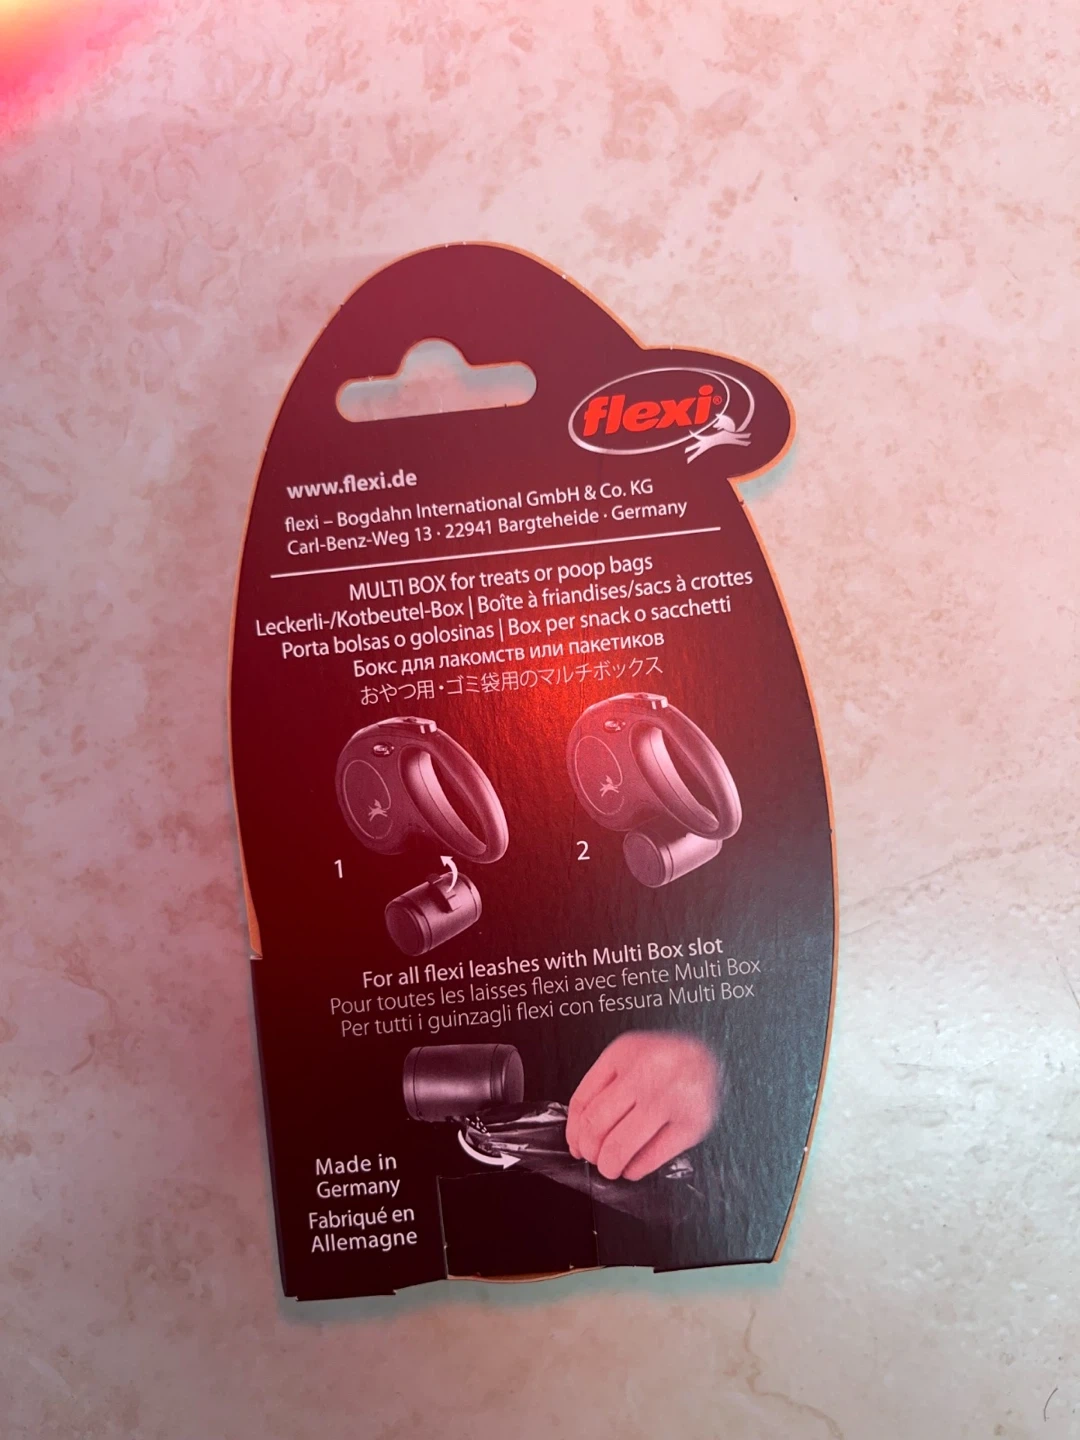 flexi®
www.flexi.de
flexi – Bogdahn International GmbH & Co. KG
Carl-Benz-Weg 13 · 22941 Bargteheide · Germany
MULTI BOX for treats or poop bags
Leckerli-/Kotbeutel-Box | Boîte à friandises/sacs à crottes
Porta bolsas o golosinas | Box per snack o sacchetti
Бокс для лакомств или пакетиков
おやつ用・ゴミ袋用のマルチボックス
1
2
For all flexi leashes with Multi Box slot
Pour toutes les laisses flexi avec fente Multi Box
Per tutti i guinzagli flexi con fessura Multi Box
Made in
Germany
Fabriqué en
Allemagne